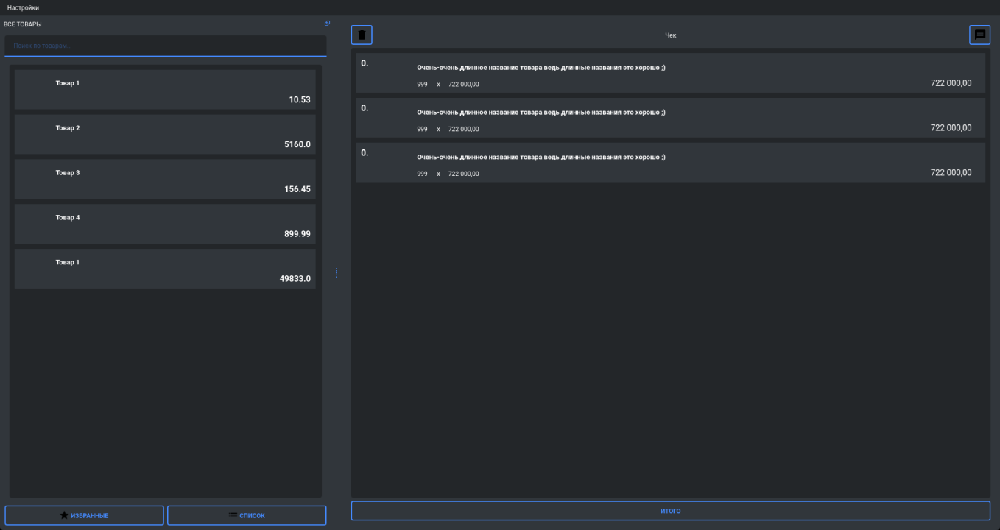 Настройки
ВСЕ ТОВАРЫ
Поиск по товарам...
Товар 1
10.53
Товар 2
5160.0
Товар 3
156.45
Товар 4
899.99
Товар 1
49833.0
ИЗБРАННЫЕ
СПИСОК
Чек
0.
Очень-очень длинное название товара ведь длинные названия это хорошо ;)
999 x 722 000,00
722 000,00
0.
Очень-очень длинное название товара ведь длинные названия это хорошо ;)
999 x 722 000,00
722 000,00
0.
Очень-очень длинное название товара ведь длинные названия это хорошо ;)
999 x 722 000,00
722 000,00
ИТОГО